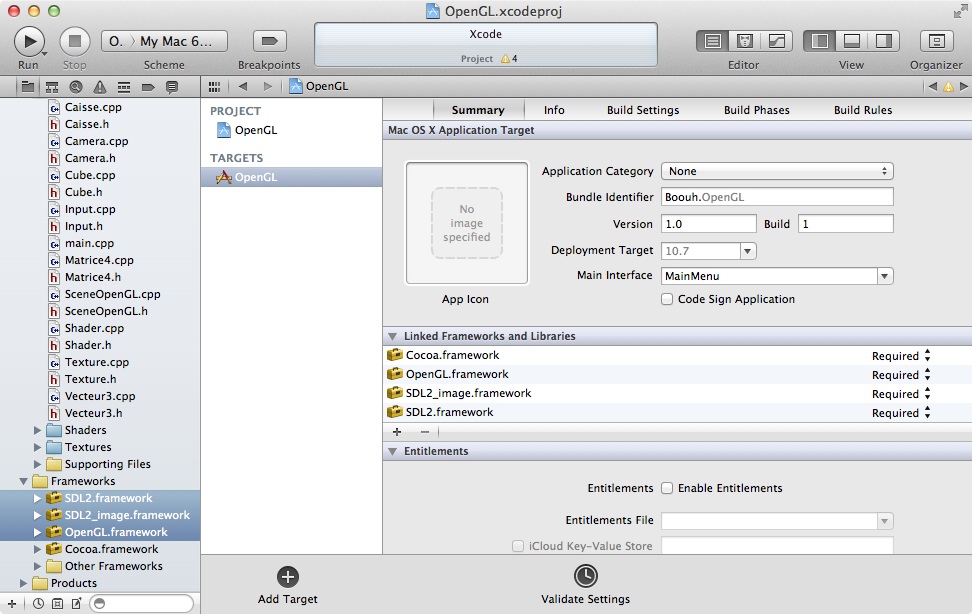 OpenGL.xcodeproj
Run
Stop
O. 〉 My Mac 6...
Scheme
Breakpoints
Xcode
Project 4
Editor
View
Organizer
OpenGL
Caisse.cpp
Caisse.h
Camera.cpp
Camera.h
Cube.cpp
Cube.h
Input.cpp
Input.h
main.cpp
Matrice4.cpp
Matrice4.h
SceneOpenGL.cpp
SceneOpenGL.h
Shader.cpp
Shader.h
Texture.cpp
Texture.h
Vecteur3.cpp
Vecteur3.h
Shaders
Textures
Supporting Files
Frameworks
SDL2.framework
SDL2_image.framework
OpenGL.framework
Cocoa.framework
Other Frameworks
Products
PROJECT
OpenGL
TARGETS
OpenGL
Summary
Info
Build Settings
Build Phases
Build Rules
Mac OS X Application Target
No
image
specified
App Icon
Application Category None
Bundle Identifier Boouh.OpenGL
Version 1.0 Build 1
Deployment Target 10.7
Main Interface MainMenu
Code Sign Application
Linked Frameworks and Libraries
Cocoa.framework Required
OpenGL.framework Required
SDL2_image.framework Required
SDL2.framework Required
Entitlements
Entitlements Enable Entitlements
Entitlements File
iCloud Key-Value Store
Add Target
Validate Settings